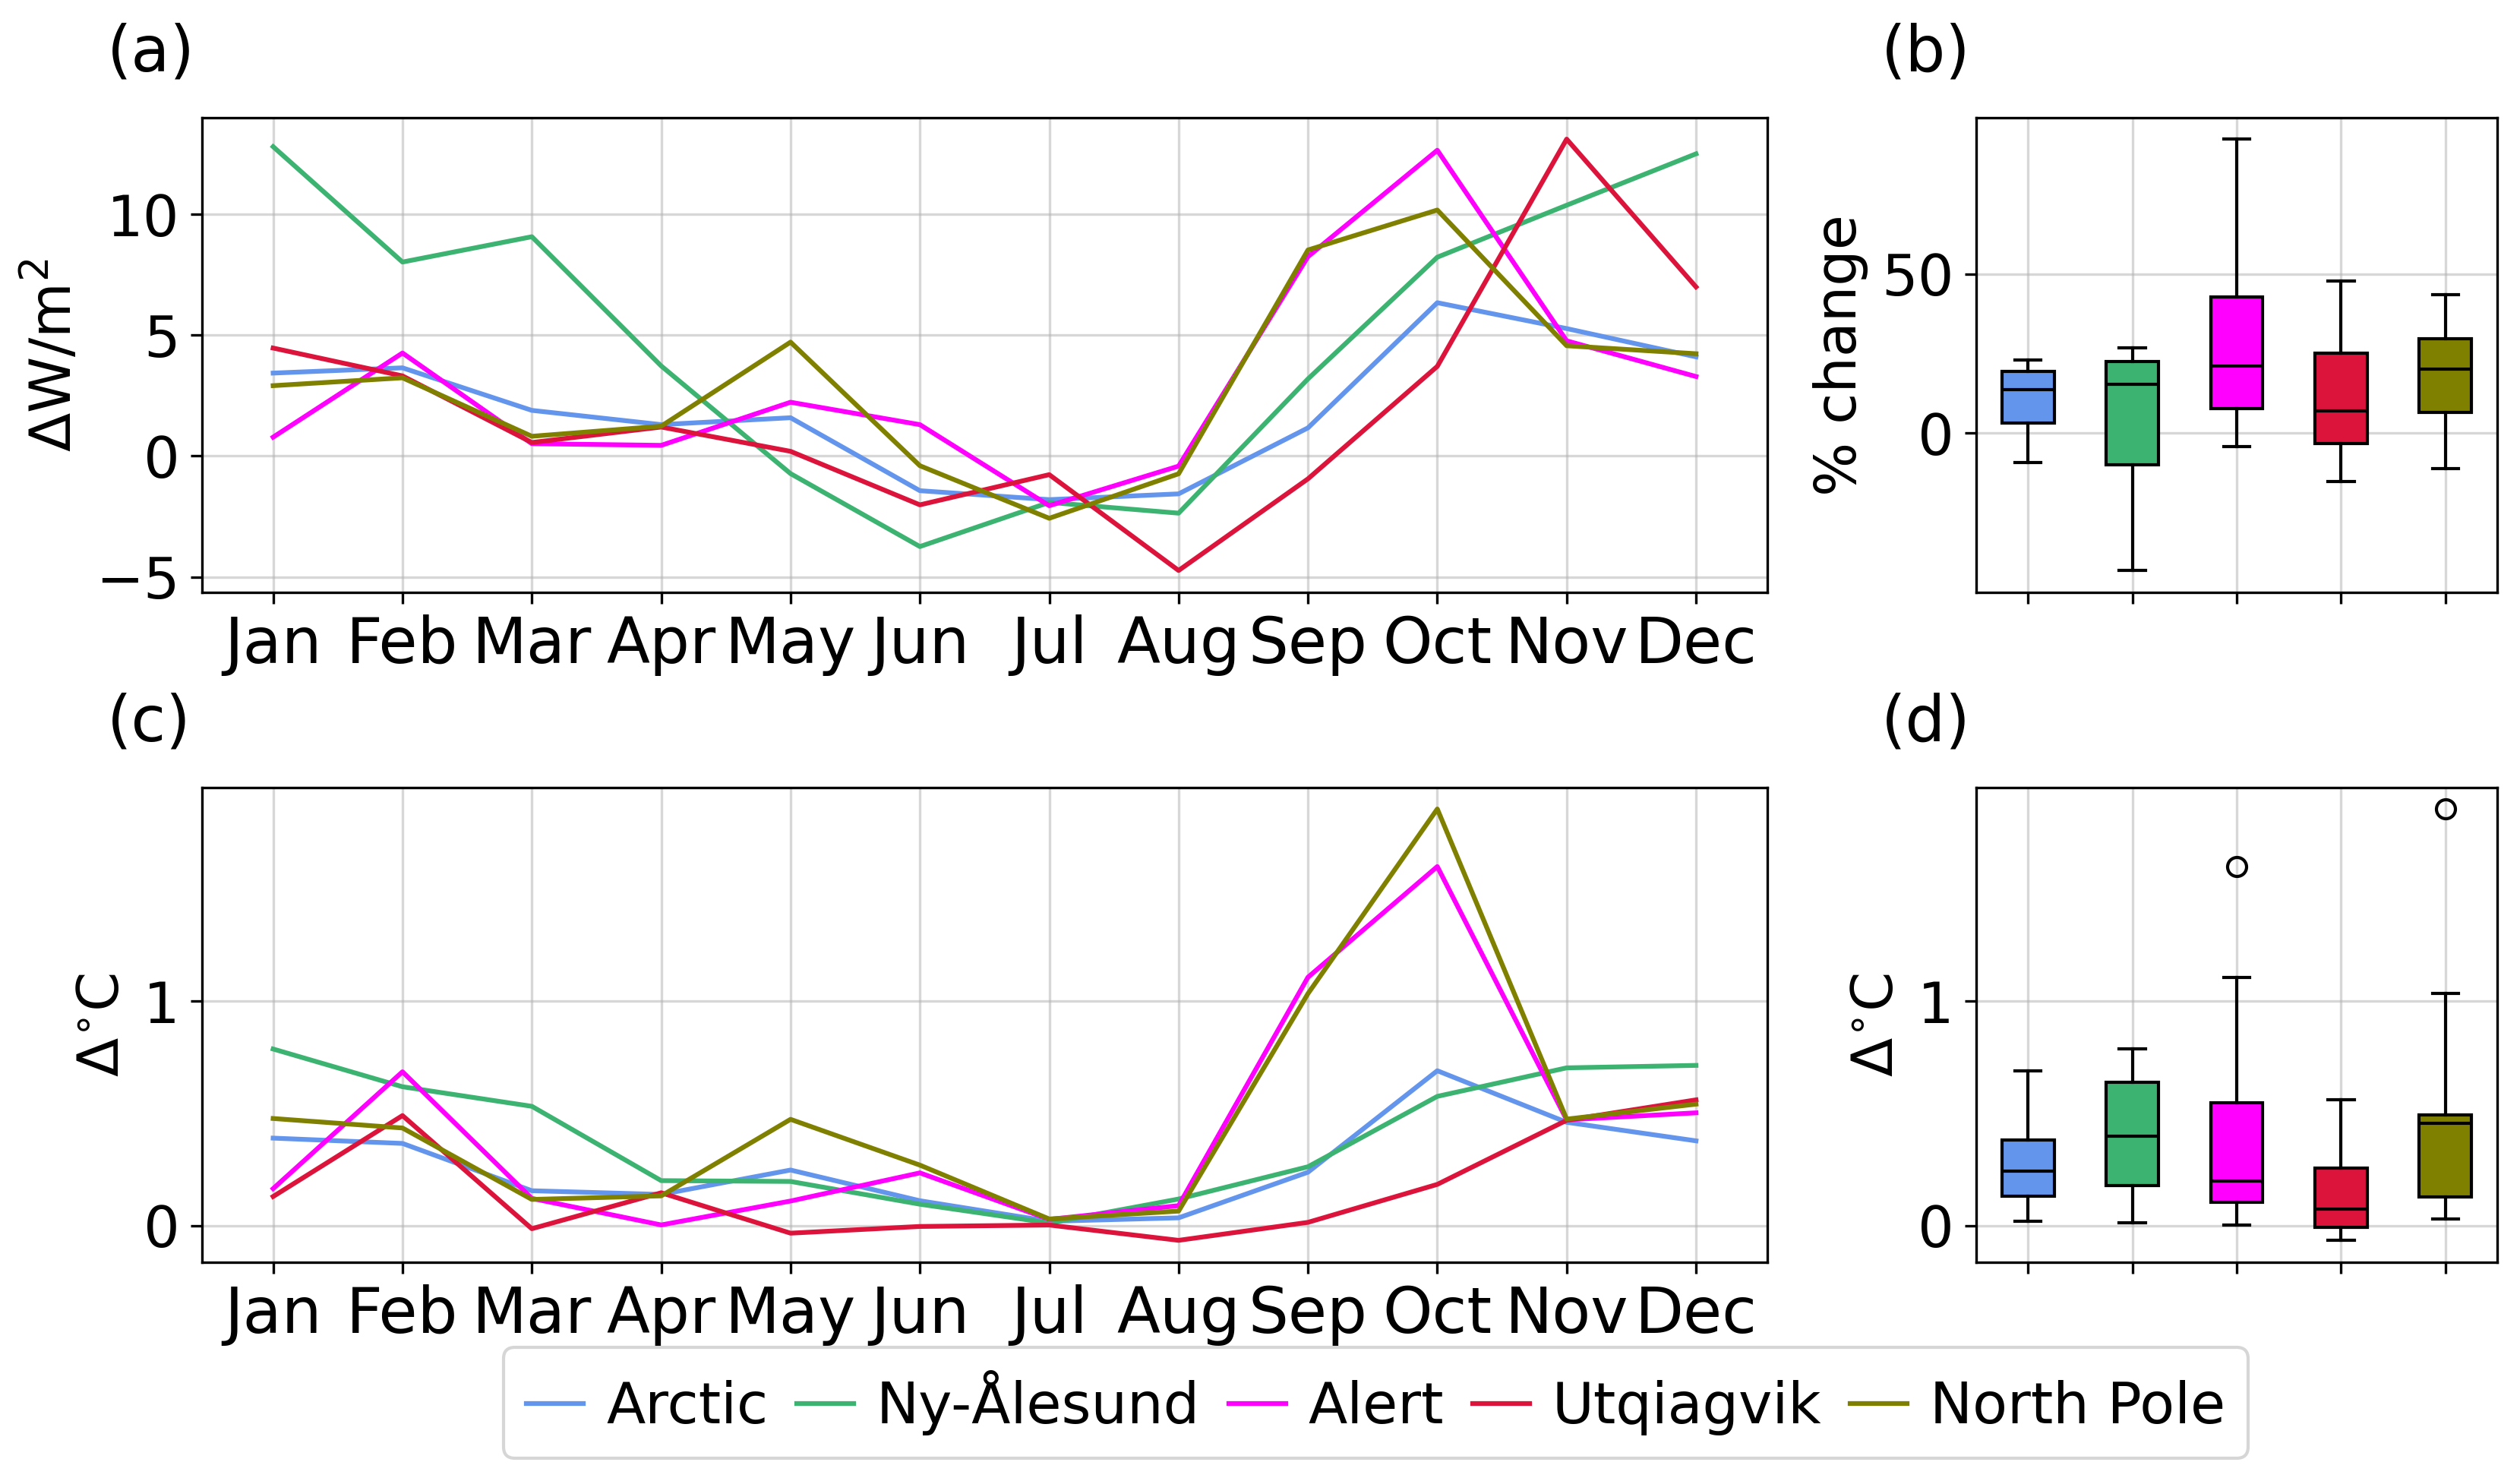 (a)
(b)
ΔW/m²
10
5
0
−5
Jan Feb Mar Apr May Jun Jul Aug Sep Oct Nov Dec
% change
50
0
(c)
(d)
Δ°C
1
0
Jan Feb Mar Apr May Jun Jul Aug Sep Oct Nov Dec
Δ°C
1
0
Arctic Ny-Ålesund Alert Utqiagvik North Pole